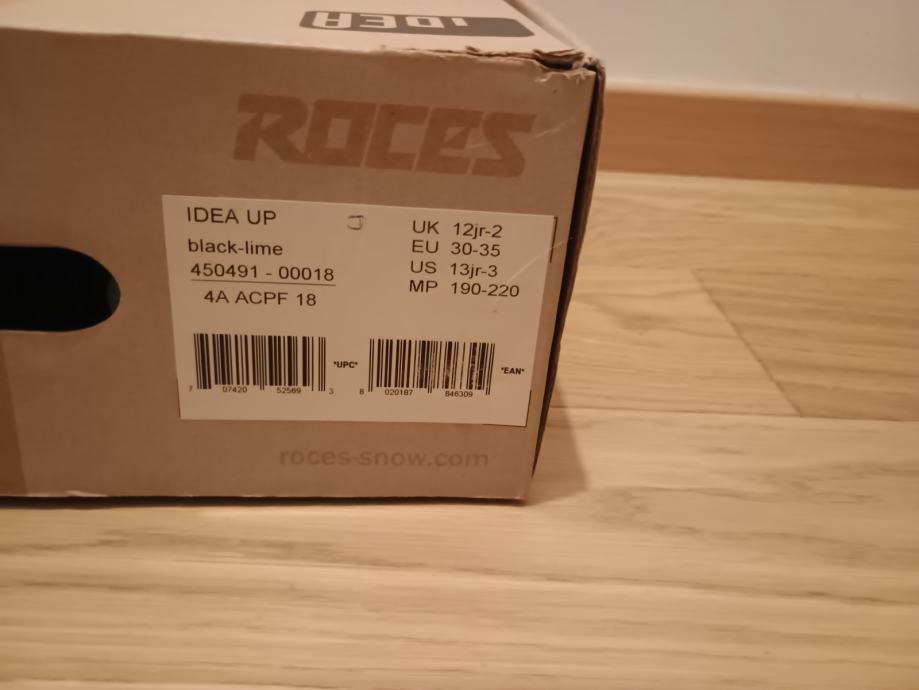 IDEA
ROCES
IDEA UP
black-lime
450491 - 00018
4A ACPF 18
UK 12jr-2
EU 30-35
US 13jr-3
MP 190-220
*UPC*
7 07420 52569 3
*EAN*
8 020187 846309
roces-snow.com